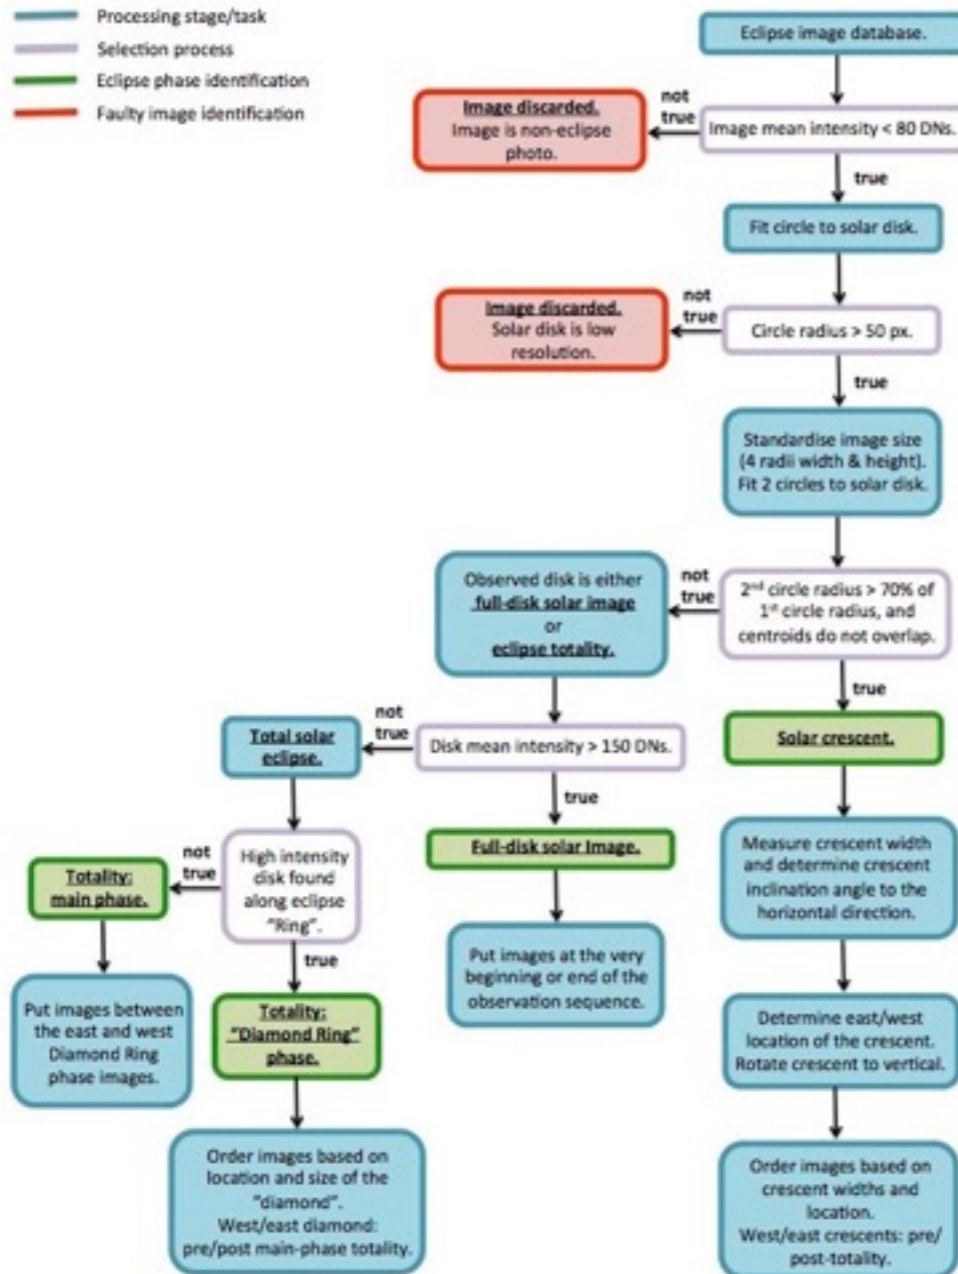 Processing stage/task
Selection process
Eclipse phase identification
Faulty image identification
Eclipse image database.
Image mean intensity < 80 DNs.
not
true
Image discarded.
Image is non-eclipse
photo.
true
Fit circle to solar disk.
Circle radius > 50 px.
not
true
Image discarded.
Solar disk is low
resolution.
true
Standardise image size
(4 radii width & height).
Fit 2 circles to solar disk.
2nd circle radius > 70% of
1st circle radius, and
centroids do not overlap.
not
true
Observed disk is either
full-disk solar image
or
eclipse totality.
true
Solar crescent.
Disk mean intensity > 150 DNs.
not
true
Total solar
eclipse.
true
Full-disk solar Image.
Measure crescent width
and determine crescent
inclination angle to the
horizontal direction.
High intensity
disk found
along eclipse
"Ring".
not
true
Totality:
main phase.
true
Put images at the very
beginning or end of the
observation sequence.
Put images between
the east and west
Diamond Ring
phase images.
Totality:
"Diamond Ring"
phase.
Determine east/west
location of the crescent.
Rotate crescent to vertical.
Order images based on
location and size of the
"diamond".
West/east diamond:
pre/post main-phase totality.
Order images based on
crescent widths and
location.
West/east crescents: pre/
post-totality.